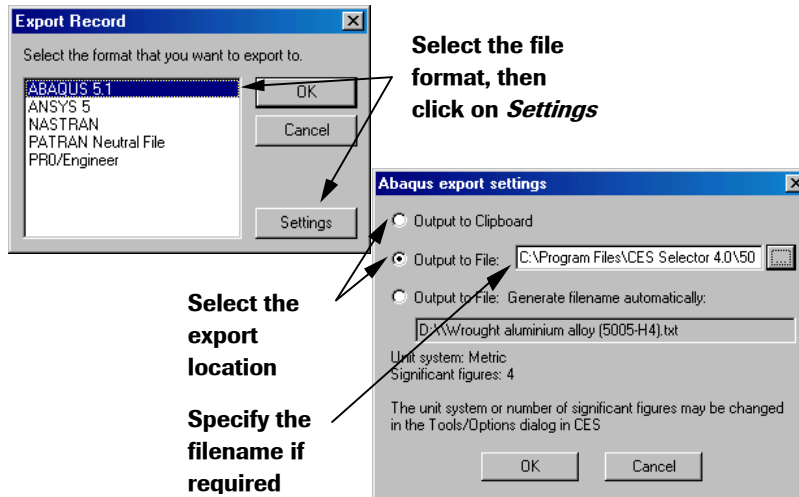 Export Record
Select the format that you want to export to.
ABAQUS 5.1
ANSYS 5
NASTRAN
PATRAN Neutral File
PRO/Engineer
OK
Cancel
Settings
Select the file
format, then
click on Settings
Abaqus export settings
Output to Clipboard
Output to File: C:\Program Files\CES Selector 4.0\50 ...
Output to File: Generate filename automatically:
D:\\Wrought aluminium alloy (5005-H4).txt
Unit system: Metric
Significant figures: 4
The unit system or number of significant figures may be changed
in the Tools/Options dialog in CES
OK Cancel
Select the
export
location
Specify the
filename if
required